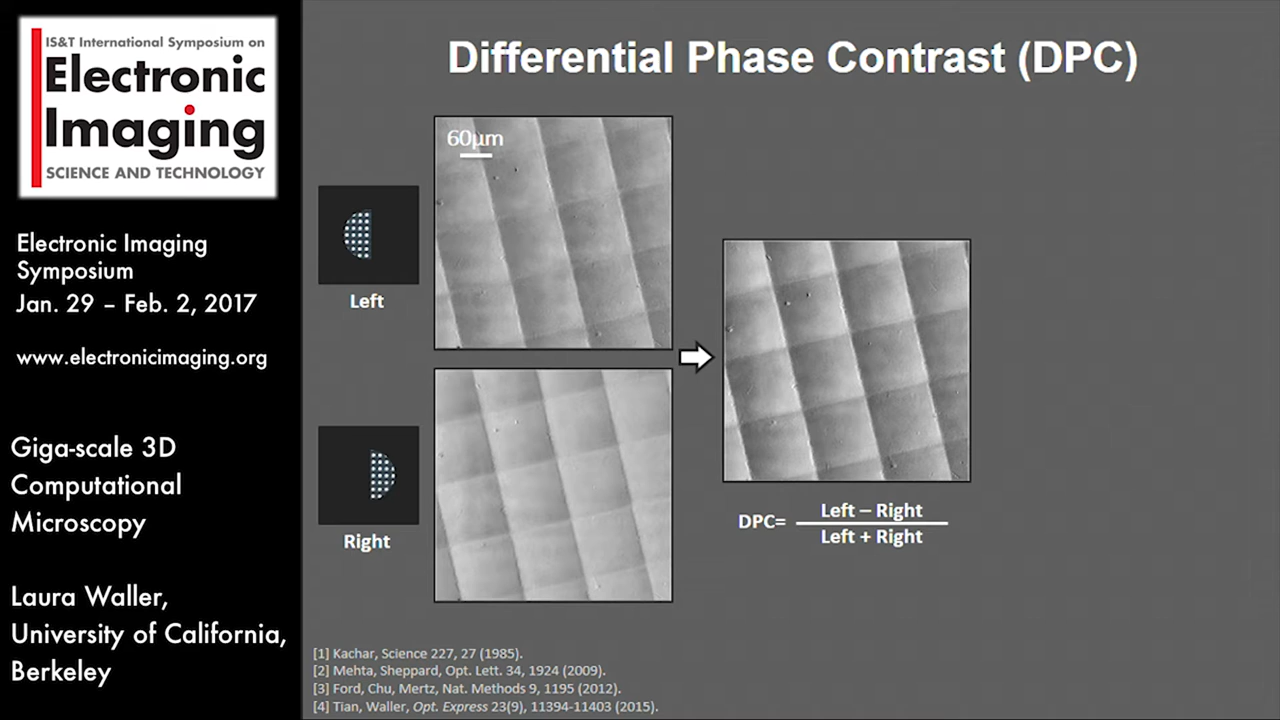 IS&T International Symposium on
Electronic
Imaging
SCIENCE AND TECHNOLOGY
Electronic Imaging
Symposium
Jan. 29 – Feb. 2, 2017
www.electronicimaging.org
Giga-scale 3D
Computational
Microscopy
Laura Waller,
University of California,
Berkeley
Differential Phase Contrast (DPC)
60μm
Left
Right
DPC=
Left – Right
Left + Right
[1] Kachar, Science 227, 27 (1985).
[2] Mehta, Sheppard, Opt. Lett. 34, 1924 (2009).
[3] Ford, Chu, Mertz, Nat. Methods 9, 1195 (2012).
[4] Tian, Waller, Opt. Express 23(9), 11394-11403 (2015).